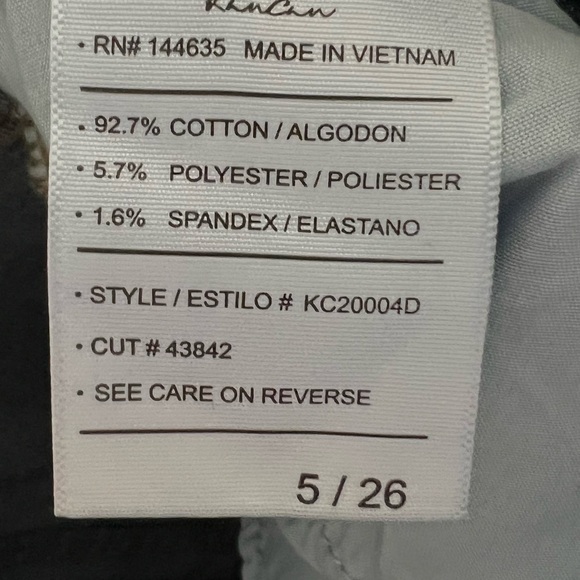 KanCan
• RN# 144635 MADE IN VIETNAM
• 92.7% COTTON / ALGODON
• 5.7% POLYESTER / POLIESTER
• 1.6% SPANDEX / ELASTANO
• STYLE / ESTILO # KC20004D
• CUT # 43842
• SEE CARE ON REVERSE
5 / 26